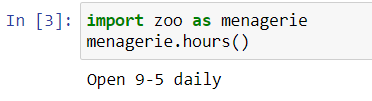 In [3]: import zoo as menagerie
menagerie.hours()
Open 9-5 daily